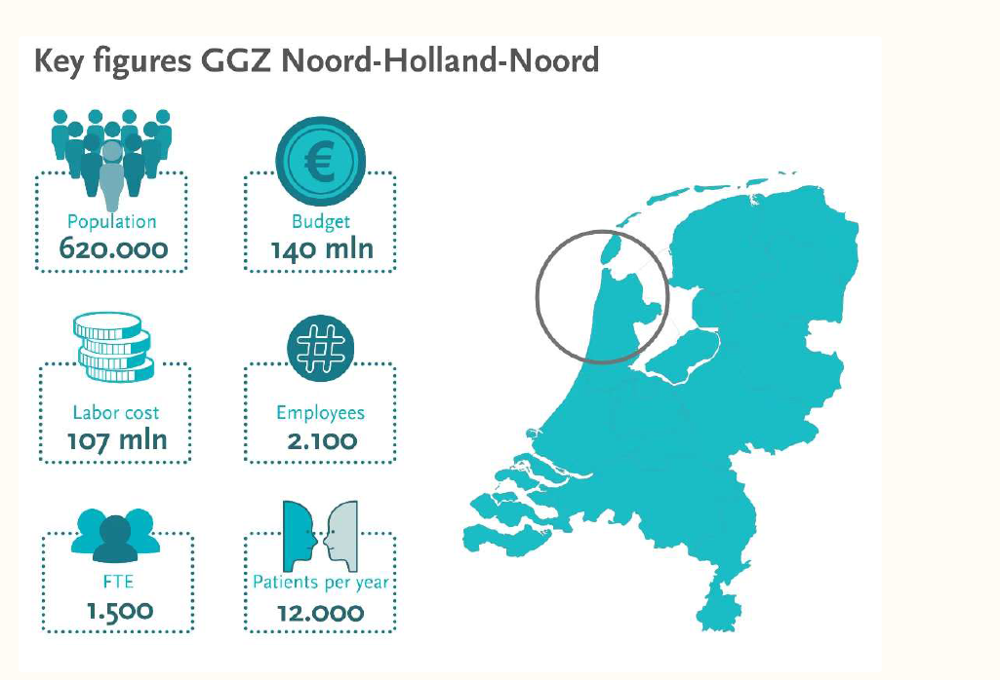 Key figures GGZ Noord-Holland-Noord
Population
620.000
Budget
€
140 mln
Labor cost
107 mln
#
Employees
2.100
FTE
1.500
Patients per year
12.000